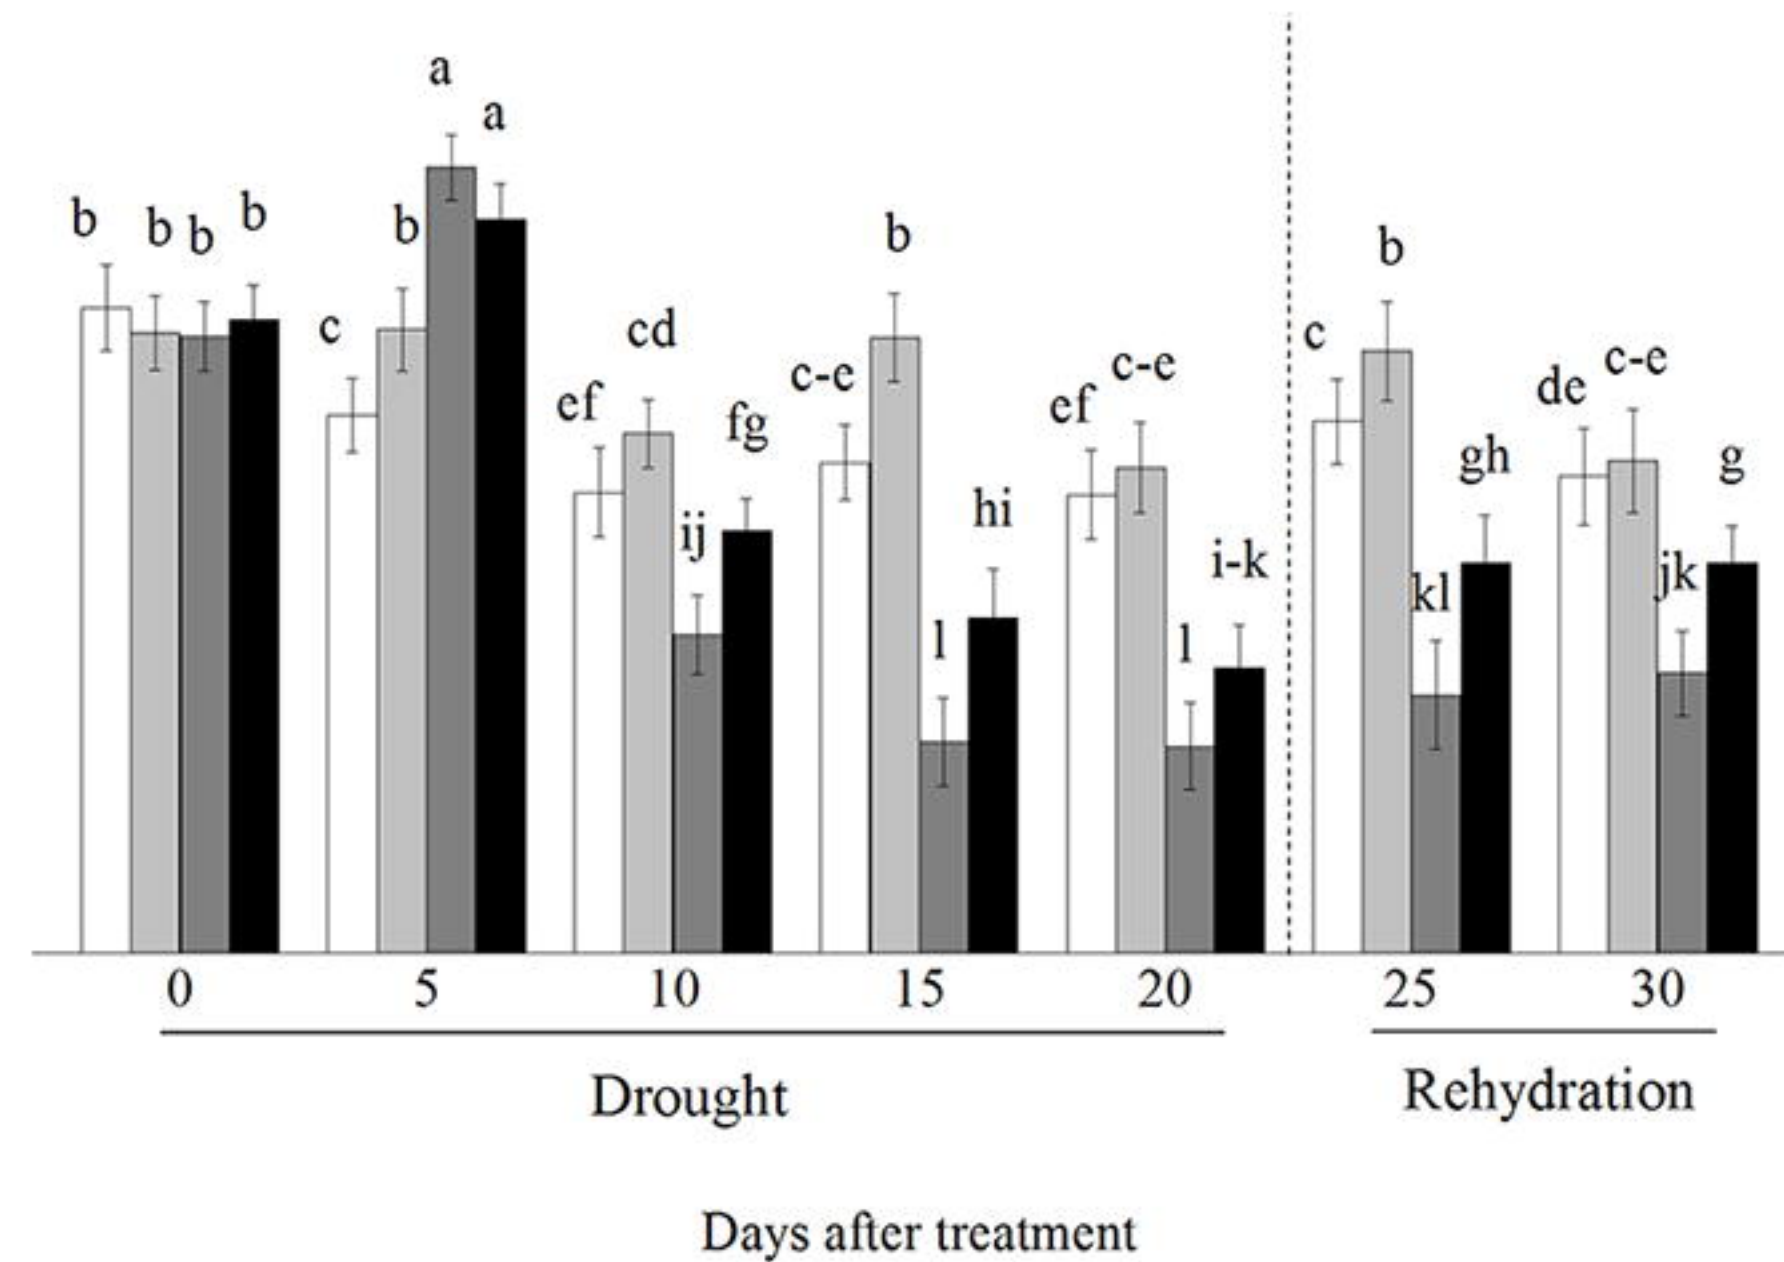 a
a
b
b
b
b
b
b
c
cd
ef
fg
ij
b
c-e
hi
l
c-e
ef
i-k
l
b
c
gh
kl
c-e
de
g
jk
0 5 10 15 20 25 30
Drought Rehydration
Days after treatment